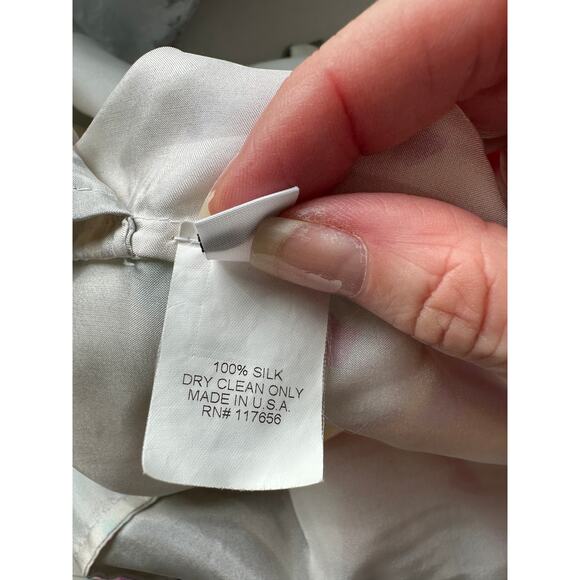 100% SILK
DRY CLEAN ONLY
MADE IN U.S.A.
RN# 117656